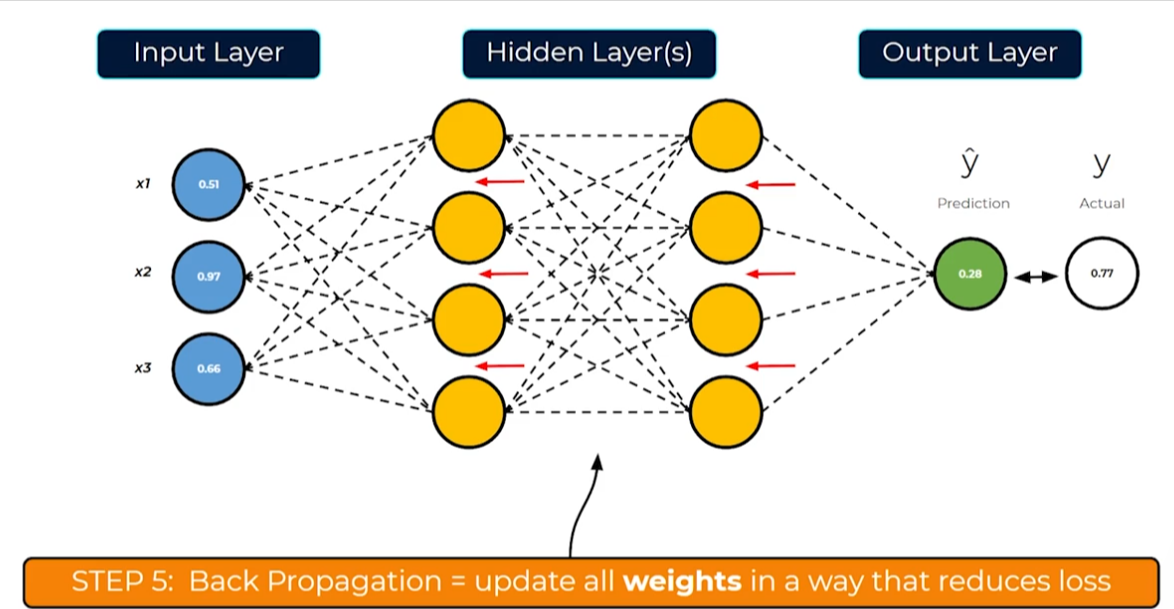 Input Layer
Hidden Layer(s)
Output Layer
ŷ
y
Prediction
Actual
x1
0.51
x2
0.97
0.28
0.77
x3
0.66
STEP 5: Back Propagation = update all weights in a way that reduces loss